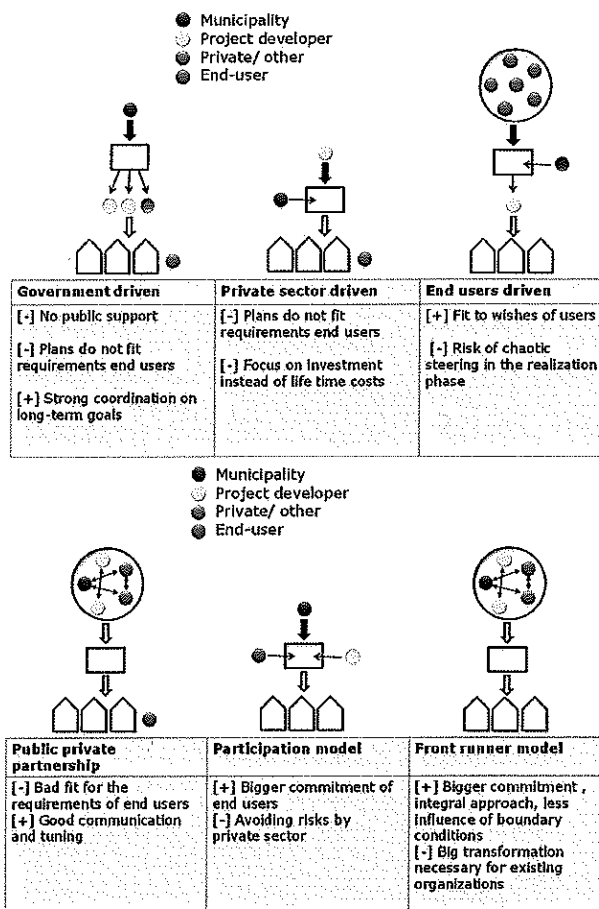 Municipality
Project developer
Private/ other
End-user
Government driven
[-] No public support
[-] Plans do not fit
requirements end users
[+] Strong coordination on
long-term goals
Private sector driven
[-] Plans do not fit
requirements end users
[-] Focus on investment
instead of life time costs
End users driven
[+] Fit to wishes of users
[-] Risk of chaotic
steering in the realization
phase
Municipality
Project developer
Private/ other
End-user
Public private
partnership
[-] Bad fit for the
requirements of end users
[+] Good communication
and tuning
Participation model
[+] Bigger commitment of
end users
[-] Avoiding risks by
private sector
Front runner model
[+] Bigger commitment ,
integral approach, less
influence of boundary
conditions
[-] Big transformation
necessary for existing
organizations